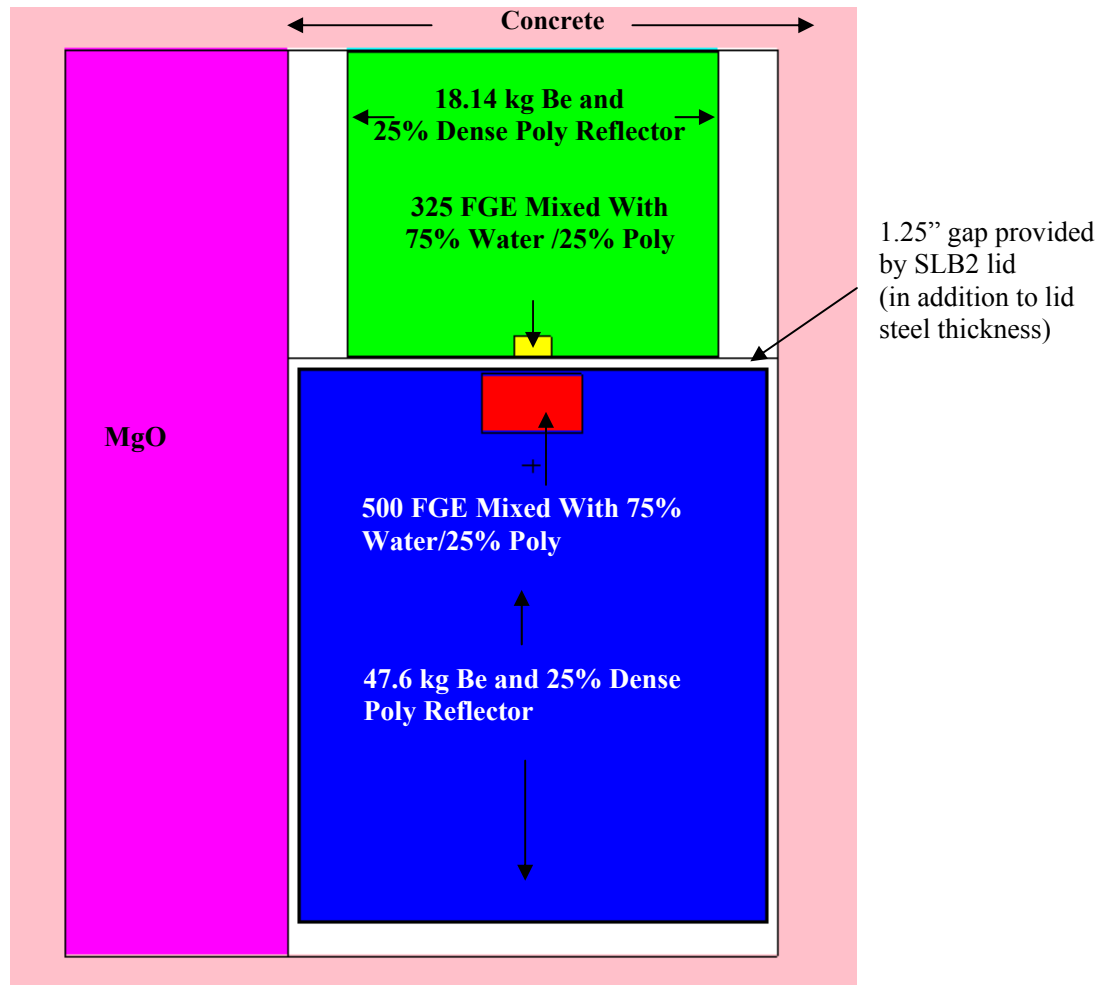 Concrete
18.14 kg Be and
25% Dense Poly Reflector
325 FGE Mixed With
75% Water /25% Poly
1.25” gap provided
by SLB2 lid
(in addition to lid
steel thickness)
MgO
500 FGE Mixed With 75%
Water/25% Poly
47.6 kg Be and 25% Dense
Poly Reflector